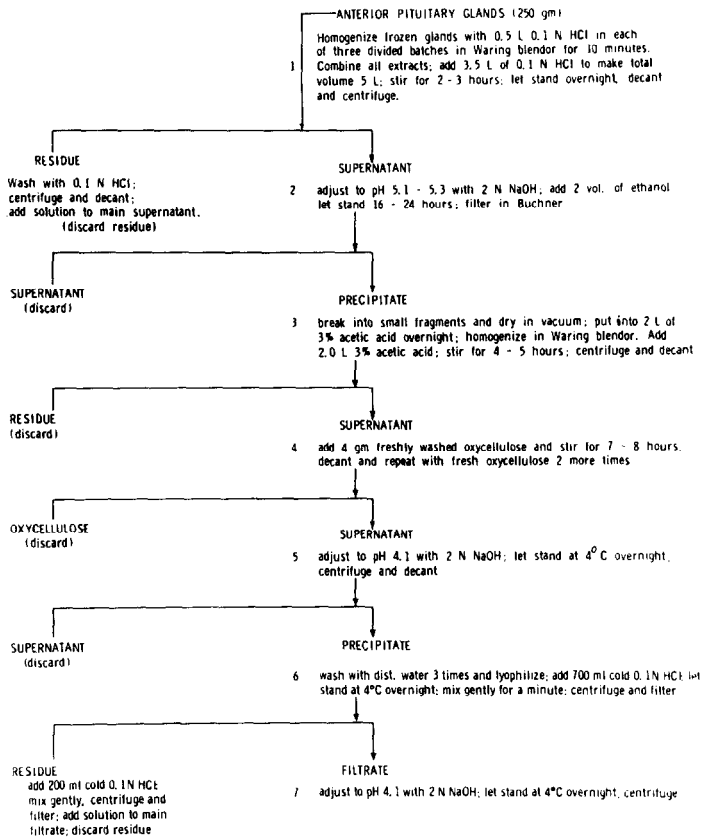 ANTERIOR PITUITARY GLANDS (250 gm)
Homogenize frozen glands with 0.5 L 0.1 N HCl in each
of three divided batches in Waring blendor for 10 minutes.
1 Combine all extracts; add 3.5 L of 0.1 N HCl to make total
volume 5 L; stir for 2 - 3 hours; let stand overnight, decant
and centrifuge.
RESIDUE
Wash with 0.1 N HCl;
centrifuge and decant;
add solution to main supernatant.
(discard residue)
SUPERNATANT
2 adjust to pH 5.1 - 5.3 with 2 N NaOH; add 2 vol. of ethanol
let stand 16 - 24 hours; filter in Buchner
SUPERNATANT
(discard)
PRECIPITATE
3 break into small fragments and dry in vacuum; put into 2 L of
3% acetic acid overnight; homogenize in Waring blendor. Add
2.0 L 3% acetic acid; stir for 4 - 5 hours; centrifuge and decant
RESIDUE
(discard)
SUPERNATANT
4 add 4 gm freshly washed oxycellulose and stir for 7 - 8 hours.
decant and repeat with fresh oxycellulose 2 more times
OXYCELLULOSE
(discard)
SUPERNATANT
5 adjust to pH 4.1 with 2 N NaOH; let stand at 4°C overnight,
centrifuge and decant
SUPERNATANT
(discard)
PRECIPITATE
6 wash with dist. water 3 times and lyophilize; add 700 ml cold 0.1N HCl; let
stand at 4°C overnight; mix gently for a minute; centrifuge and filter
RESIDUE
add 200 ml cold 0.1N HCl;
mix gently, centrifuge and
filter; add solution to main
filtrate; discard residue
FILTRATE
7 adjust to pH 4.1 with 2 N NaOH; let stand at 4°C overnight, centrifuge